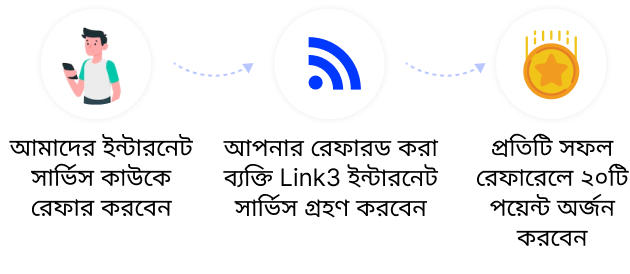 আমাদের ইন্টারনেট
সার্ভিস কাউকে
রেফার করবেন
আপনার রেফারড করা
ব্যক্তি Link3 ইন্টারনেট
সার্ভিস গ্রহণ করবেন
প্রতিটি সফল
রেফারেলে ২০টি
পয়েন্ট অর্জন
করবেন